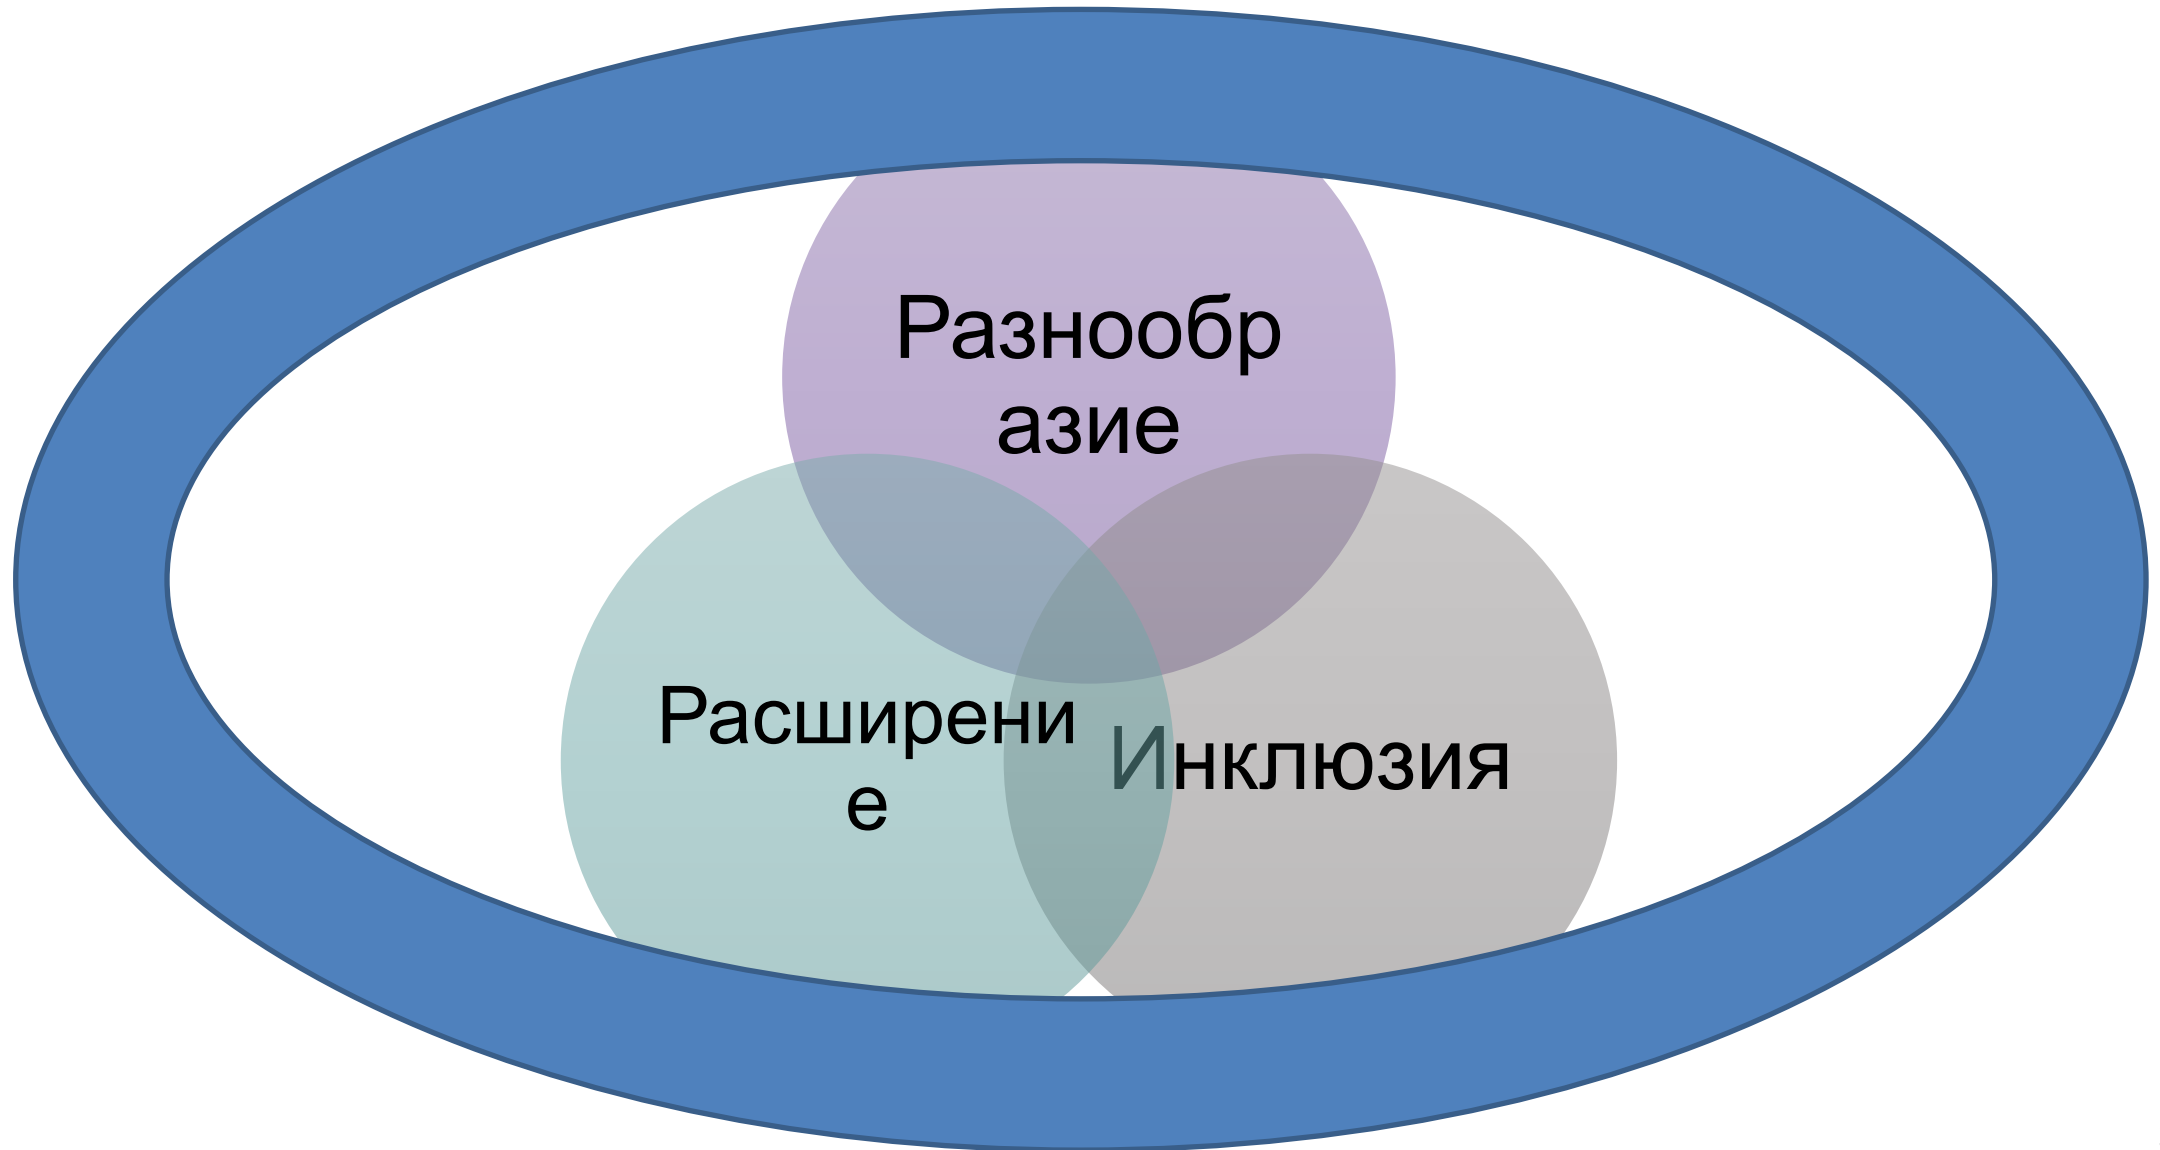 Разнообр
азие
Расширени
е
Инклюзия